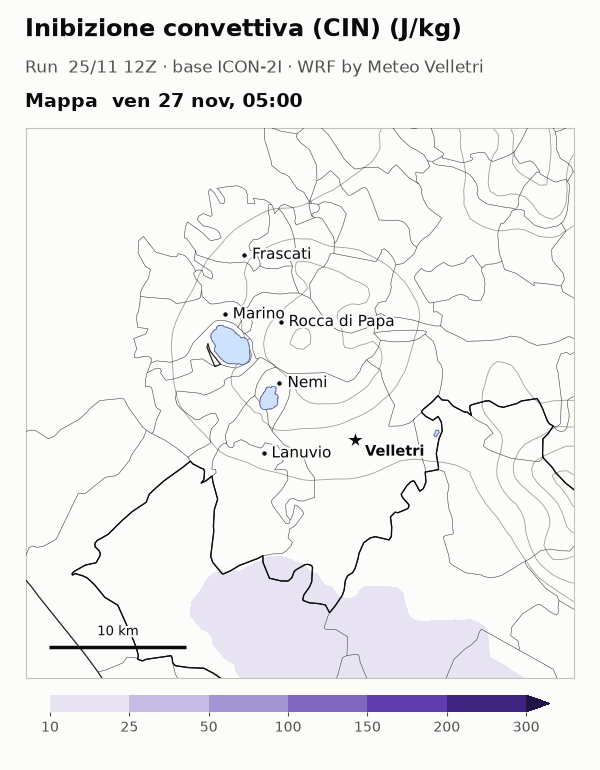 Inibizione convettiva (CIN) (J/kg)
Run  25/11 12Z · base ICON-2I · WRF by Meteo Velletri
Mappa  ven 27 nov, 05:00
Frascati
Marino
Rocca di Papa
Nemi
Velletri
Lanuvio
10 km
10 25 50 100 150 200 300